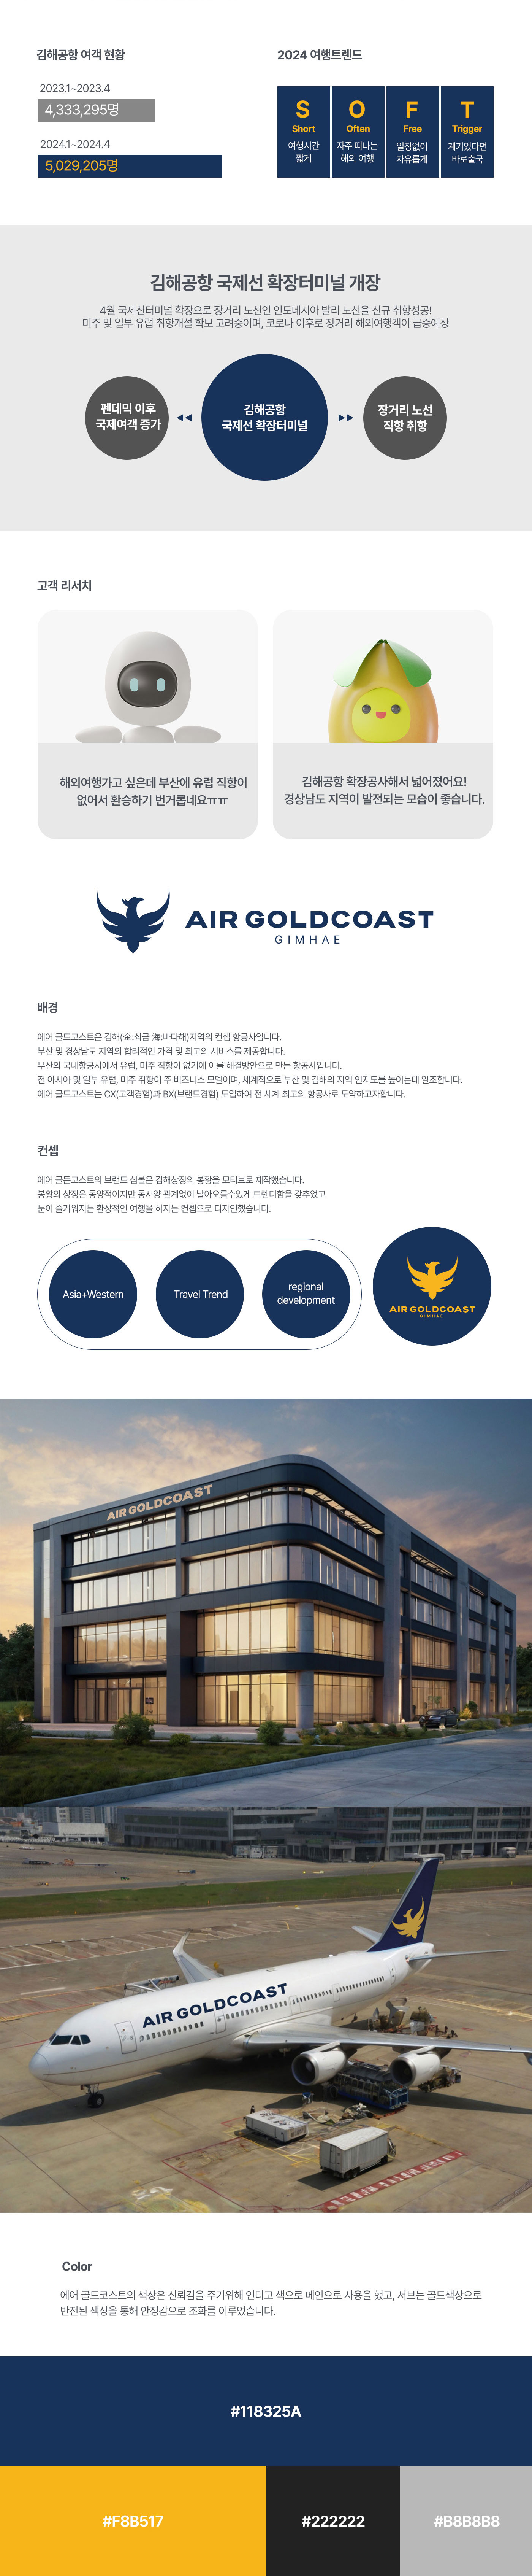 김해공항 여객 현황
2023.1~2023.4
4,333,295명
2024.1~2024.4
5,029,205명
2024 여행트렌드
S
Short
여행시간
짧게
O
Often
자주 떠나는
해외 여행
F
Free
일정없이
자유롭게
T
Trigger
계기있다면
바로출국
김해공항 국제선 확장터미널 개장
4월 국제선터미널 확장으로 장거리 노선인 인도네시아 발리 노선을 신규 취항성공!
미주 및 일부 유럽 취항개설 확보 고려중이며, 코로나 이후로 장거리 해외여행객이 급증예상
펜데믹 이후
국제여객 증가
김해공항
국제선 확장터미널
장거리 노선
직항 취항
고객 리서치
해외여행가고 싶은데 부산에 유럽 직항이
없어서 환승하기 번거롭네요ㅠㅠ
김해공항 확장공사해서 넓어졌어요!
경상남도 지역이 발전되는 모습이 좋습니다.
AIR GOLDCOAST
GIMHAE
배경
에어 골드코스트은 김해(金:쇠금 海:바다해)지역의 컨셉 항공사입니다.
부산 및 경상남도 지역의 합리적인 가격 및 최고의 서비스를 제공합니다.
부산의 국내항공사에서 유럽, 미주 직항이 없기에 이를 해결방안으로 만든 항공사입니다.
전 아시아 및 일부 유럽, 미주 취항이 주 비즈니스 모델이며, 세계적으로 부산 및 김해의 지역 인지도를 높이는데 일조합니다.
에어 골드코스트는 CX(고객경험)과 BX(브랜드경험) 도입하여 전 세계 최고의 항공사로 도약하고자합니다.
컨셉
에어 골든코스트의 브랜드 심볼은 김해상징의 봉황을 모티브로 제작했습니다.
봉황의 상징은 동양적이지만 동서양 관계없이 날아오를수있게 트렌디함을 갖추었고
눈이 즐거워지는 환상적인 여행을 하자는 컨셉으로 디자인했습니다.
Asia+Western
Travel Trend
regional
development
AIR GOLDCOAST
GIMHAE
AIR GOLDCOAST
AIR GOLDCOAST
Color
에어 골드코스트의 색상은 신뢰감을 주기위해 인디고 색으로 메인으로 사용을 했고, 서브는 골드색상으로
반전된 색상을 통해 안정감으로 조화를 이루었습니다.
#118325A
#F8B517
#222222
#B8B8B8